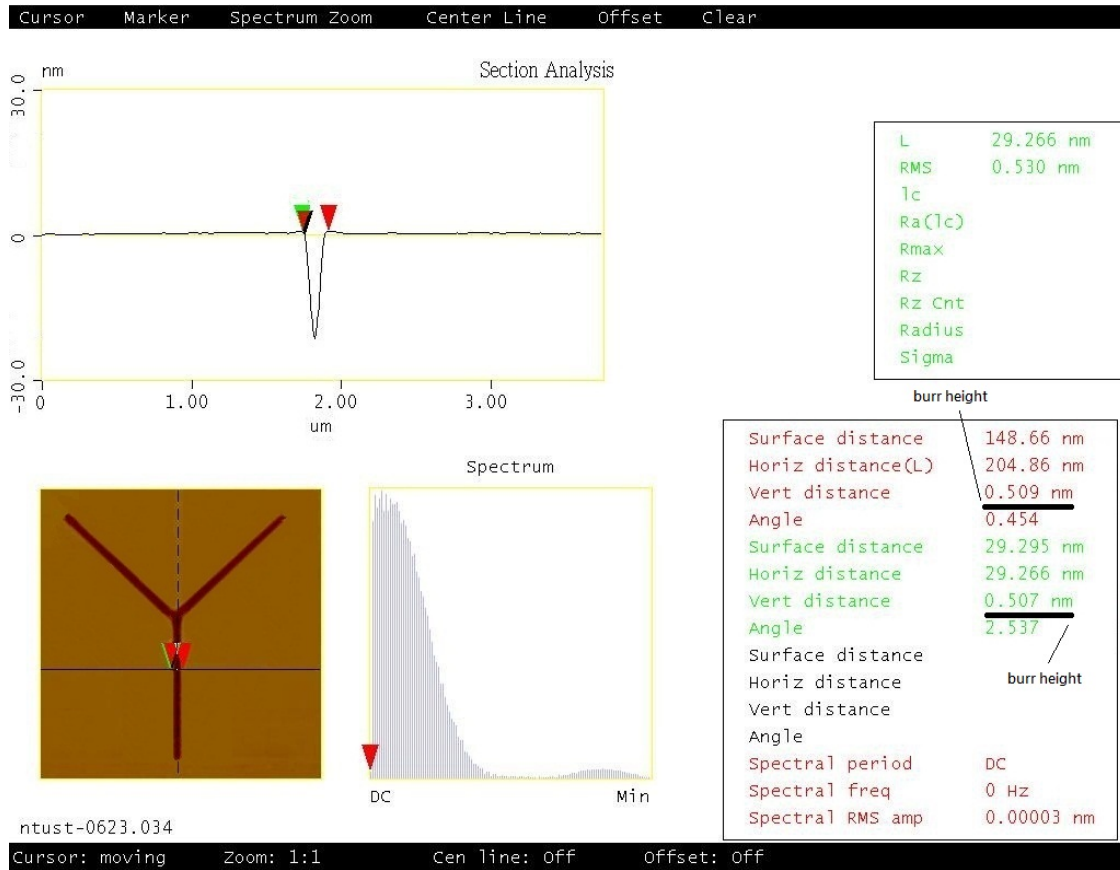 Cursor Marker Spectrum Zoom Center Line Offset Clear
nm
Section Analysis
30.0
0
-30.0
0 1.00 2.00 3.00
um
L 29.266 nm
RMS 0.530 nm
lc
Ra(lc)
Rmax
Rz
Rz Cnt
Radius
Sigma
burr height
Surface distance 148.66 nm
Horiz distance(L) 204.86 nm
Vert distance 0.509 nm
Angle 0.454
Surface distance 29.295 nm
Horiz distance 29.266 nm
Vert distance 0.507 nm
Angle 2.537
Surface distance
Horiz distance
Vert distance
Angle
Spectral period DC
Spectral freq 0 Hz
Spectral RMS amp 0.00003 nm
burr height
Spectrum
DC Min
ntust-0623.034
Cursor: moving Zoom: 1:1 Cen line: Off Offset: Off